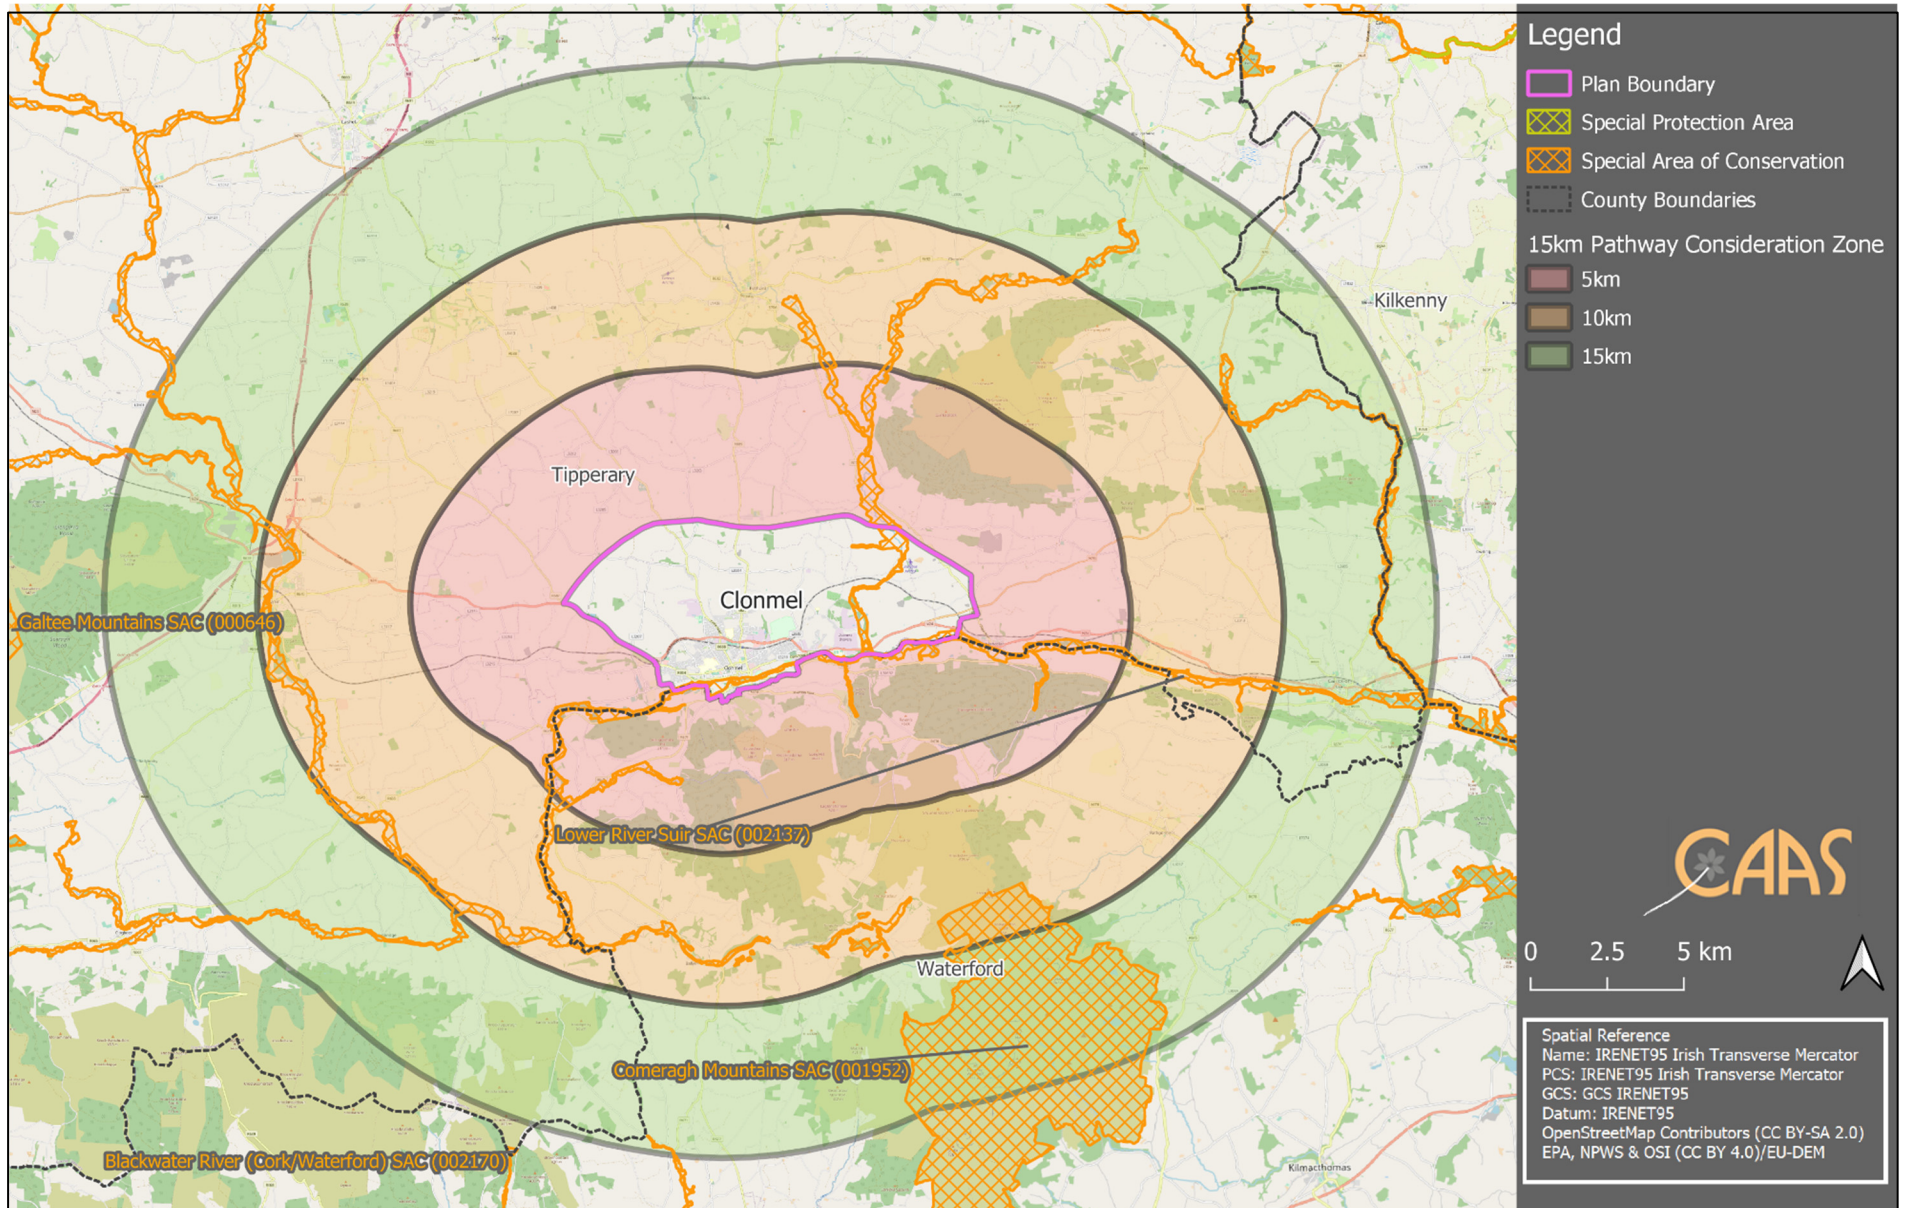 Legend
Plan Boundary
Special Protection Area
Special Area of Conservation
County Boundaries
15km Pathway Consideration Zone
5km
10km
15km
Kilkenny
Tipperary
Clonmel
Galtee Mountains SAC (000646)
Lower River Suir SAC (002137)
Waterford
Comeragh Mountains SAC (001952)
Blackwater River (Cork/Waterford) SAC (002170)
Kilmacthomas
CAAS
0 2.5 5 km
Spatial Reference
Name: IRENET95 Irish Transverse Mercator
PCS: IRENET95 Irish Transverse Mercator
GCS: GCS IRENET95
Datum: IRENET95
OpenStreetMap Contributors (CC BY-SA 2.0)
EPA, NPWS & OSI (CC BY 4.0)/EU-DEM